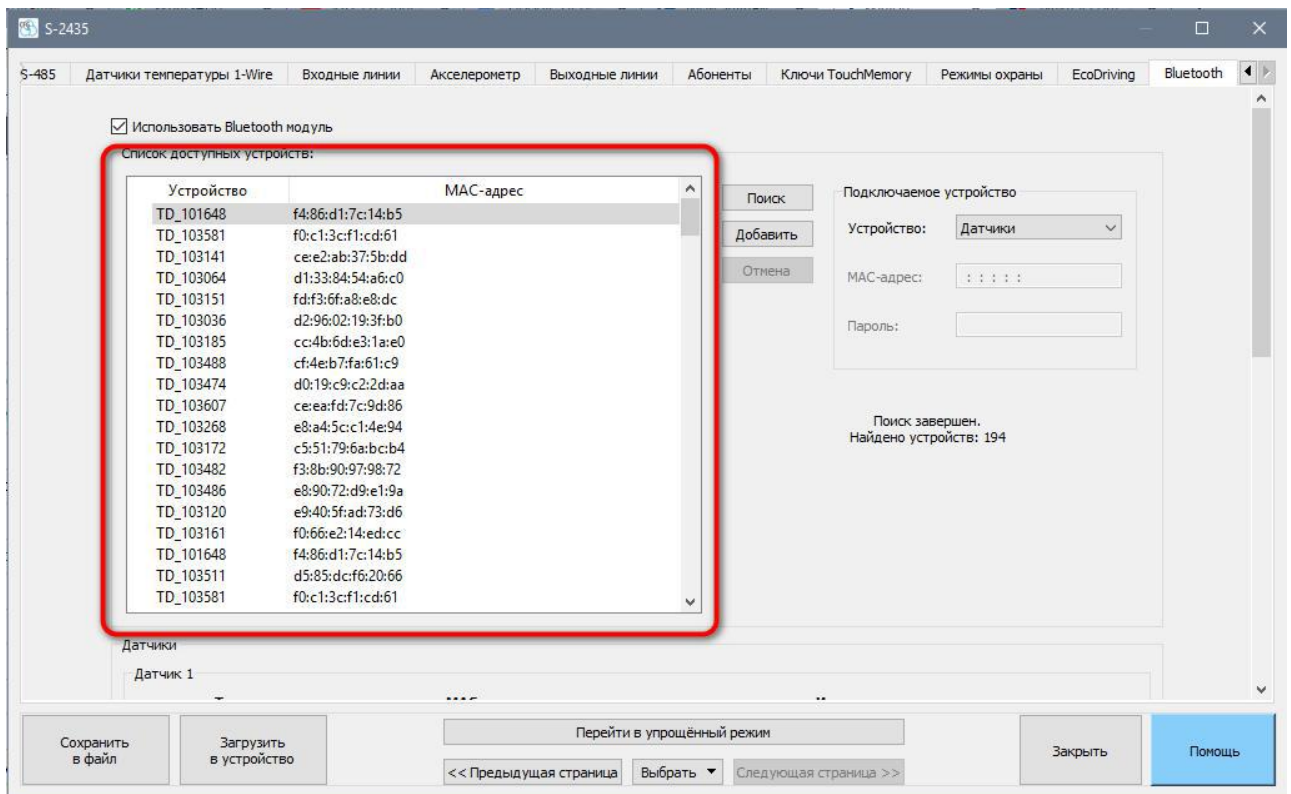 S-2435
S-485 Датчики температуры 1-Wire Входные линии Акселерометр Выходные линии Абоненты Ключи TouchMemory Режимы охраны EcoDriving Bluetooth
Использовать Bluetooth модуль
Список доступных устройств:
Устройство MAC-адрес
TD_101648 f4:86:d1:7c:14:b5
TD_103581 f0:c1:3c:f1:cd:61
TD_103141 ce:e2:ab:37:5b:dd
TD_103064 d1:33:84:54:a6:c0
TD_103151 fd:f3:6f:a8:e8:dc
TD_103036 d2:96:02:19:3f:b0
TD_103185 cc:4b:6d:e3:1a:e0
TD_103488 cf:4e:b7:fa:61:c9
TD_103474 d0:19:c9:c2:2d:aa
TD_103607 ce:ea:fd:7c:9d:86
TD_103268 e8:a4:5c:c1:4e:94
TD_103172 c5:51:79:6a:bc:b4
TD_103482 f3:8b:90:97:98:72
TD_103486 e8:90:72:d9:e1:9a
TD_103120 e9:40:5f:ad:73:d6
TD_103161 f0:66:e2:14:ed:cc
TD_101648 f4:86:d1:7c:14:b5
TD_103511 d5:85:dc:f6:20:66
TD_103581 f0:c1:3c:f1:cd:61
Поиск
Добавить
Отмена
Подключаемое устройство
Устройство: Датчики
MAC-адрес: : : : : :
Пароль:
Поиск завершен.
Найдено устройств: 194
Датчики
Датчик 1
Сохранить
в файл
Загрузить
в устройство
Перейти в упрощённый режим
<< Предыдущая страница Выбрать Следующая страница >>
Закрыть
Помощь